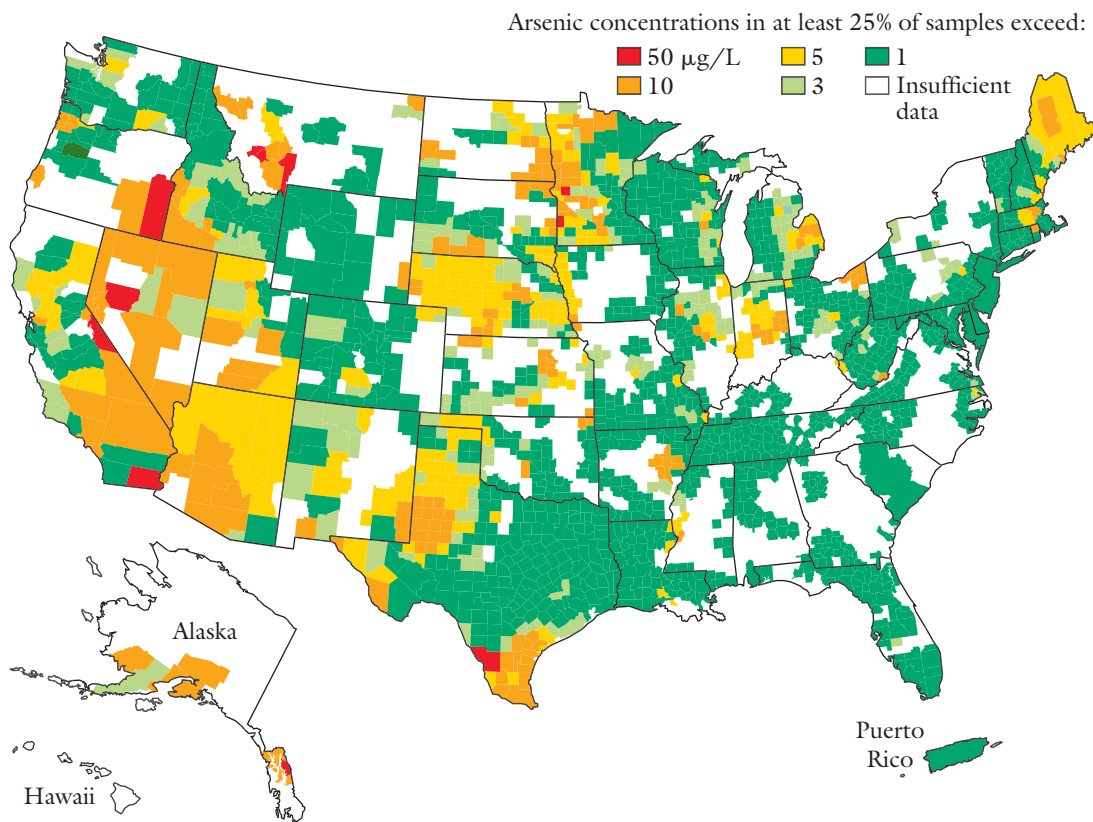 Arsenic concentrations in at least 25% of samples exceed:
50 μg/L 5 1
10 3 Insufficient
data
Alaska
Hawaii
Puerto
Rico